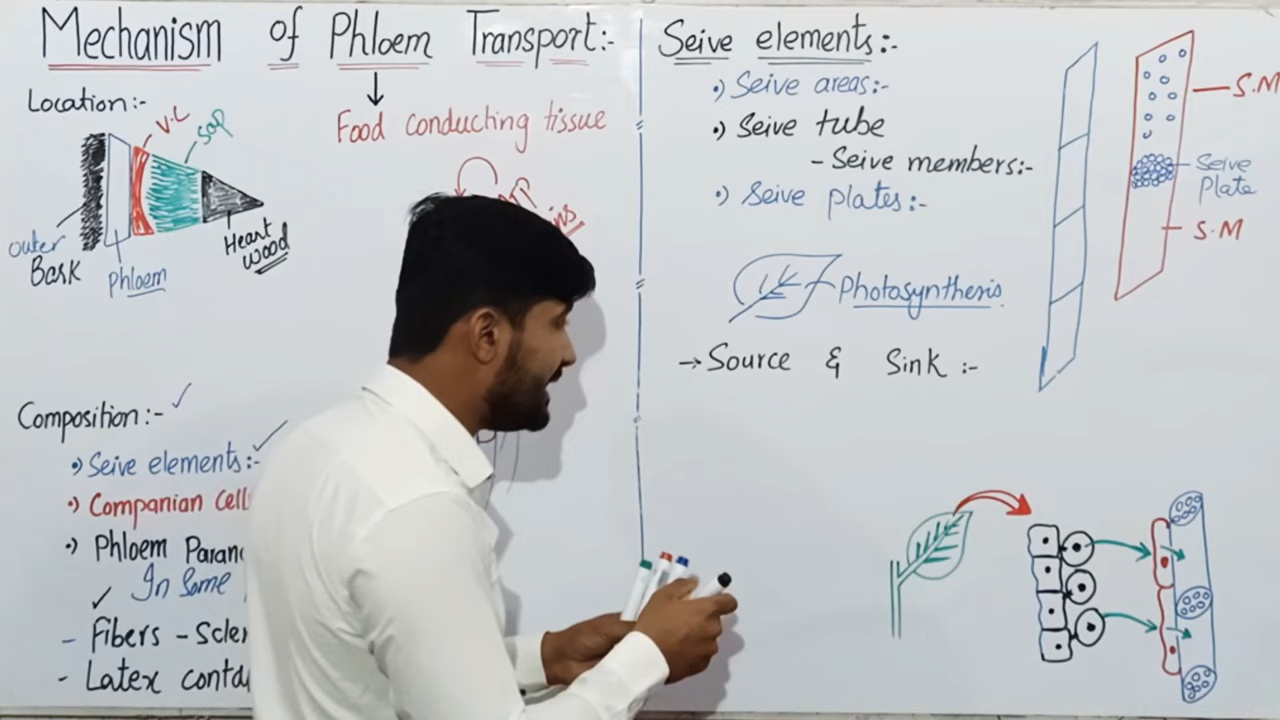 Mechanism of Phloem Transport:-
Location:-
Food conducting tissue
V.C
Sap
outer
Bark
Phloem
Heart
wood
Composition:-
•) Seive elements:-
•) Companian cell
•) Phloem Paran
In Some
- Fibers - Scler
- Latex conta
Seive elements:-
•) Seive areas:-
•) Seive tube
- Seive members:-
•) Seive plates:-
Photosynthesis
→ Source & Sink :-
S.M
Seive
Plate
S.M